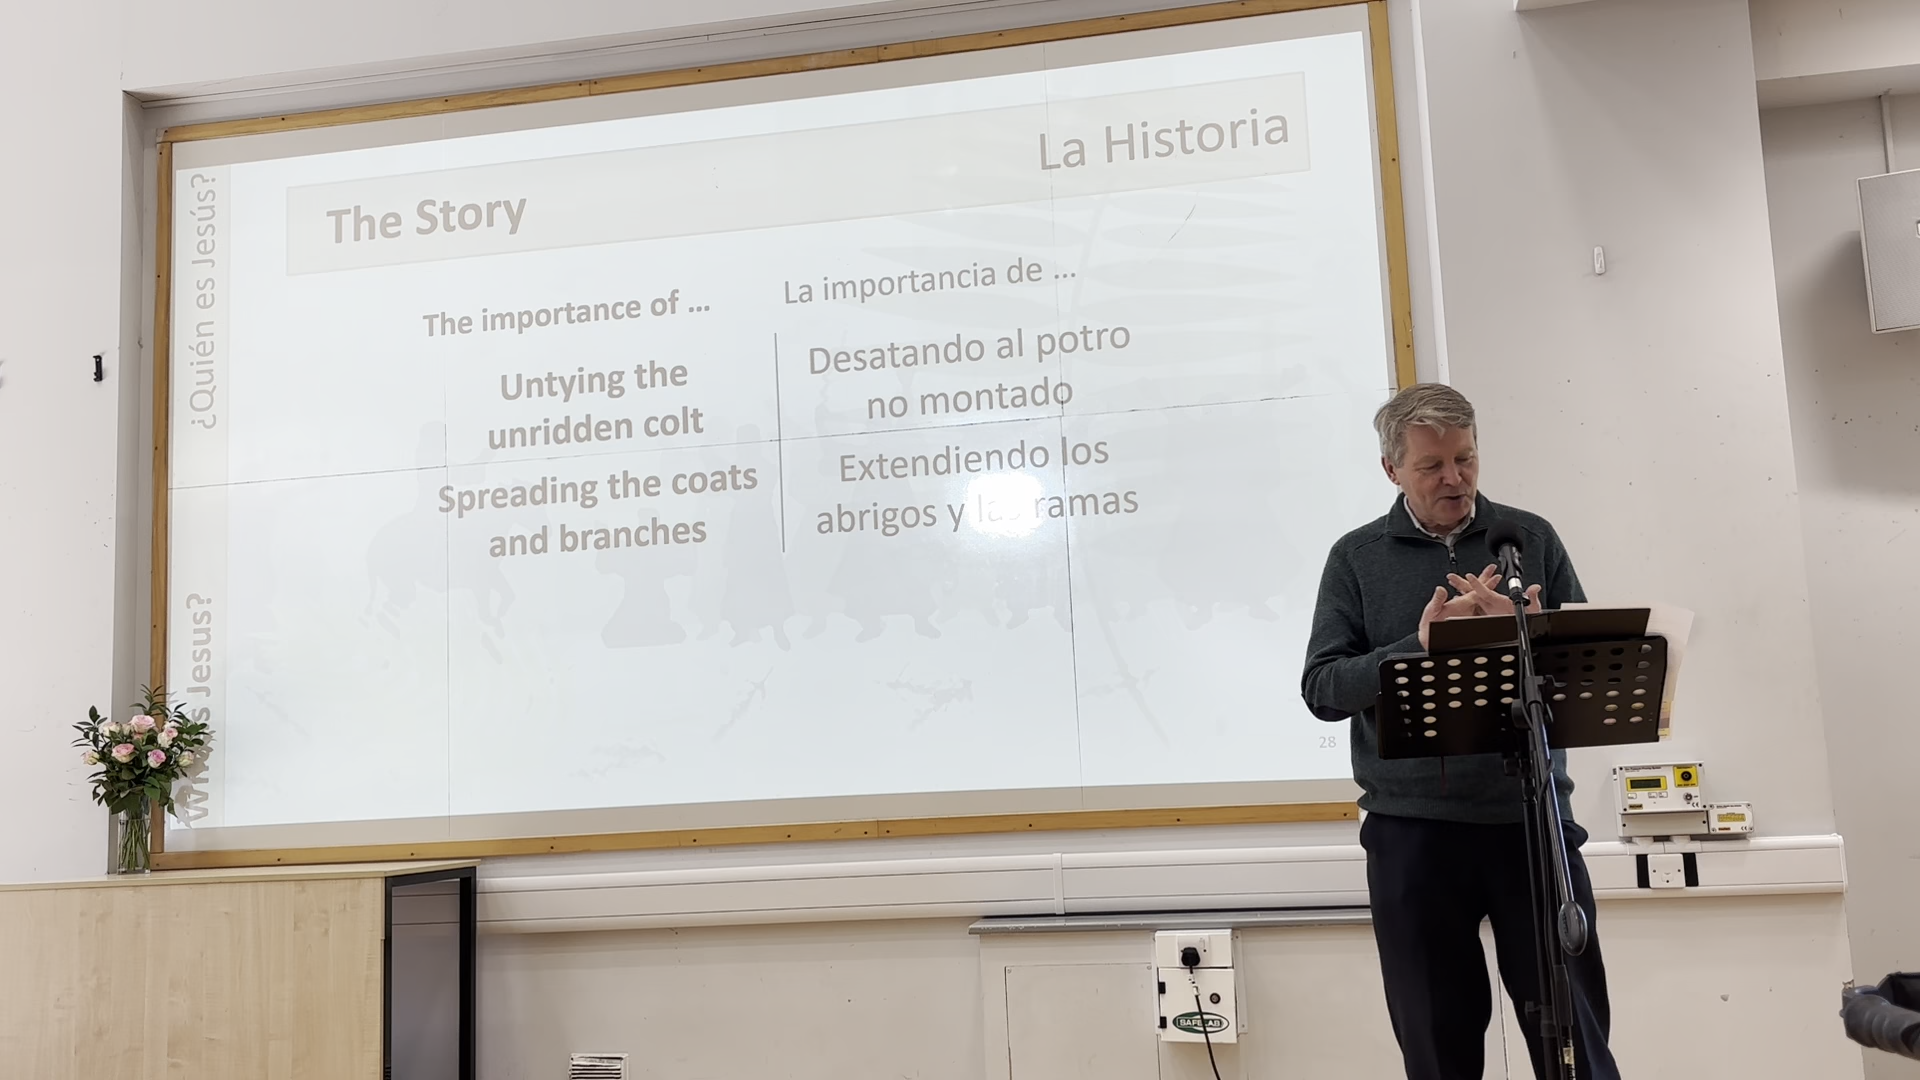 The Story
La Historia
The importance of ...
Untying the
unridden colt
Spreading the coats
and branches
La importancia de ...
Desatando al potro
no montado
Extendiendo los
abrigos y las ramas
¿Quién es Jesús?
Jesus?
28
SAFELAB